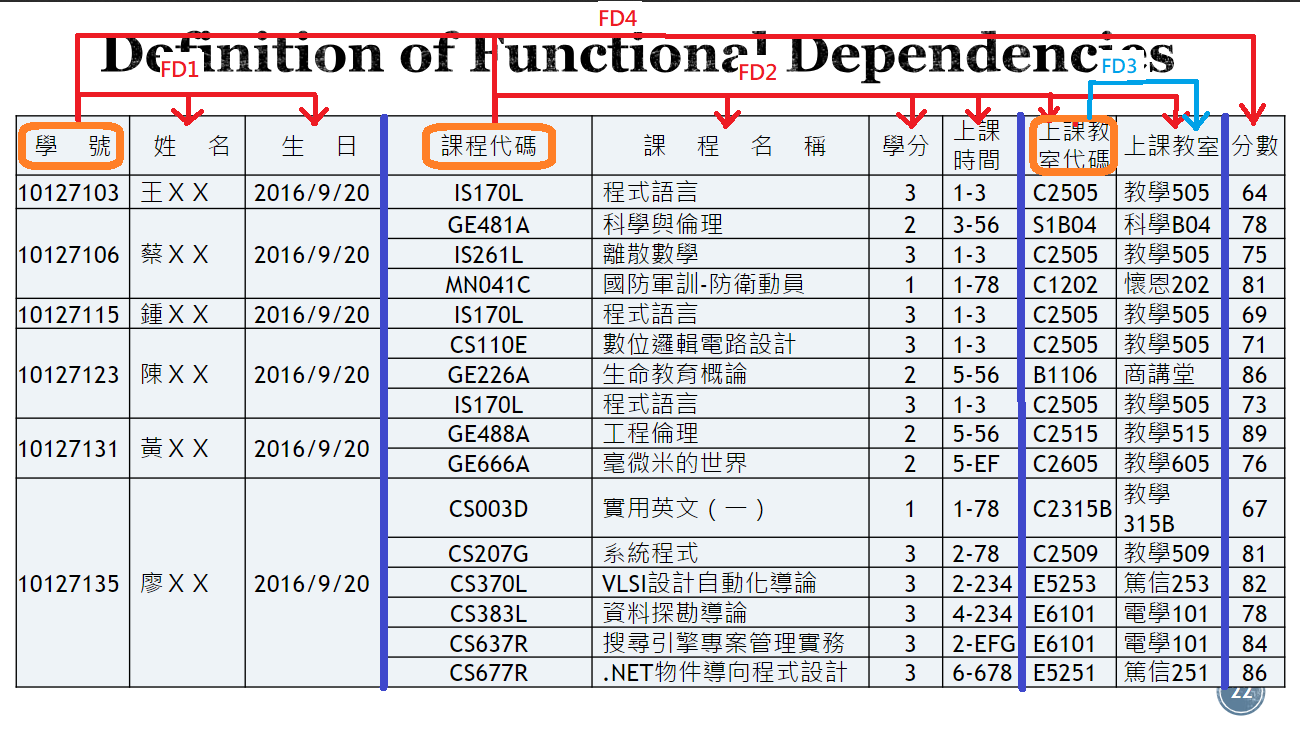 FD4
Definition of Functional Dependencies
FD1
FD2
FD3
學 號 姓 名 生 日 課程代碼 課 程 名 稱 學分 上課時間 上課教室代碼 上課教室 分數
10127103 王ＸＸ 2016/9/20 IS170L 程式語言 3 1-3 C2505 教學505 64
10127106 蔡ＸＸ 2016/9/20 GE481A 科學與倫理 2 3-56 S1B04 科學B04 78
IS261L 離散數學 3 1-3 C2505 教學505 75
MN041C 國防軍訓-防衛動員 1 1-78 C1202 懷恩202 81
10127115 鍾ＸＸ 2016/9/20 IS170L 程式語言 3 1-3 C2505 教學505 69
10127123 陳ＸＸ 2016/9/20 CS110E 數位邏輯電路設計 3 1-3 C2505 教學505 71
GE226A 生命教育概論 2 5-56 B1106 商講堂 86
IS170L 程式語言 3 1-3 C2505 教學505 73
10127131 黃ＸＸ 2016/9/20 GE488A 工程倫理 2 5-56 C2515 教學515 89
GE666A 毫微米的世界 2 5-EF C2605 教學605 76
10127135 廖ＸＸ 2016/9/20 CS003D 實用英文（一） 1 1-78 C2315B 教學315B 67
CS207G 系統程式 3 2-78 C2509 教學509 81
CS370L VLSI設計自動化導論 3 2-234 E5253 篤信253 82
CS383L 資料探勘導論 3 4-234 E6101 電學101 78
CS637R 搜尋引擎專案管理實務 3 2-EFG E6101 電學101 84
CS677R .NET物件導向程式設計 3 6-678 E5251 篤信251 86
22